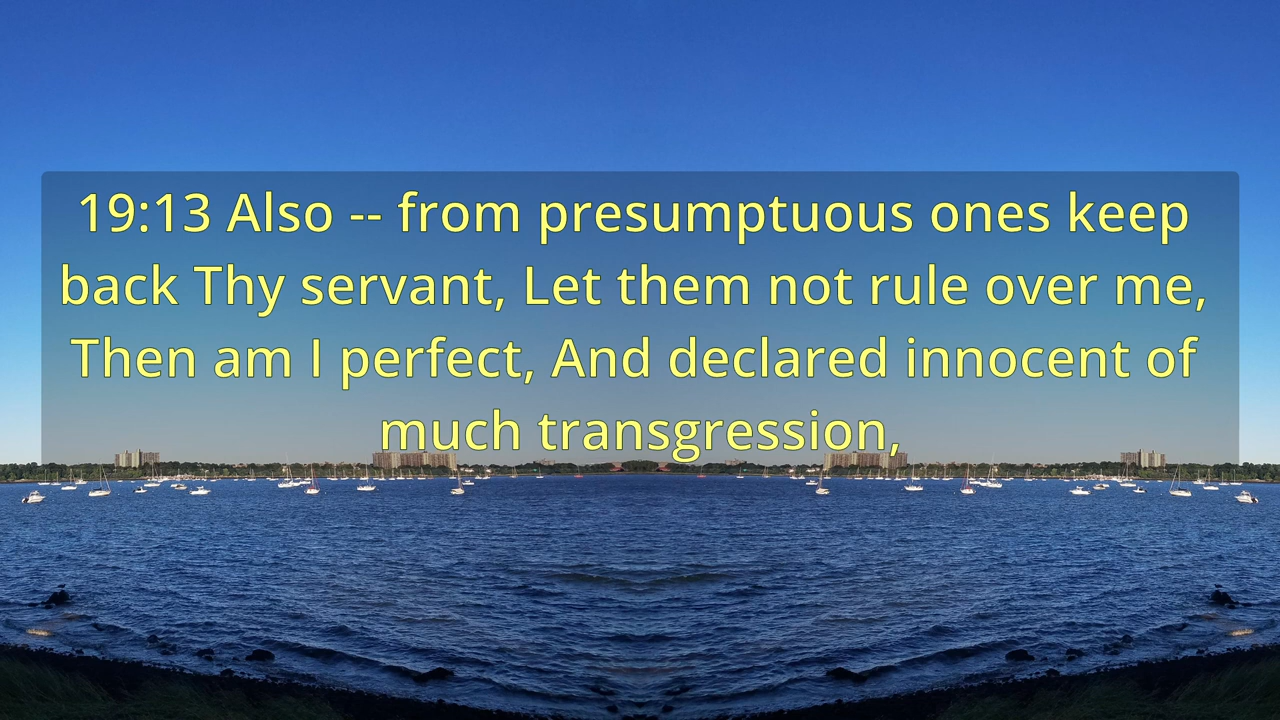 19:13 Also -- from presumptuous ones keep
back Thy servant, Let them not rule over me,
Then am I perfect, And declared innocent of
much transgression,